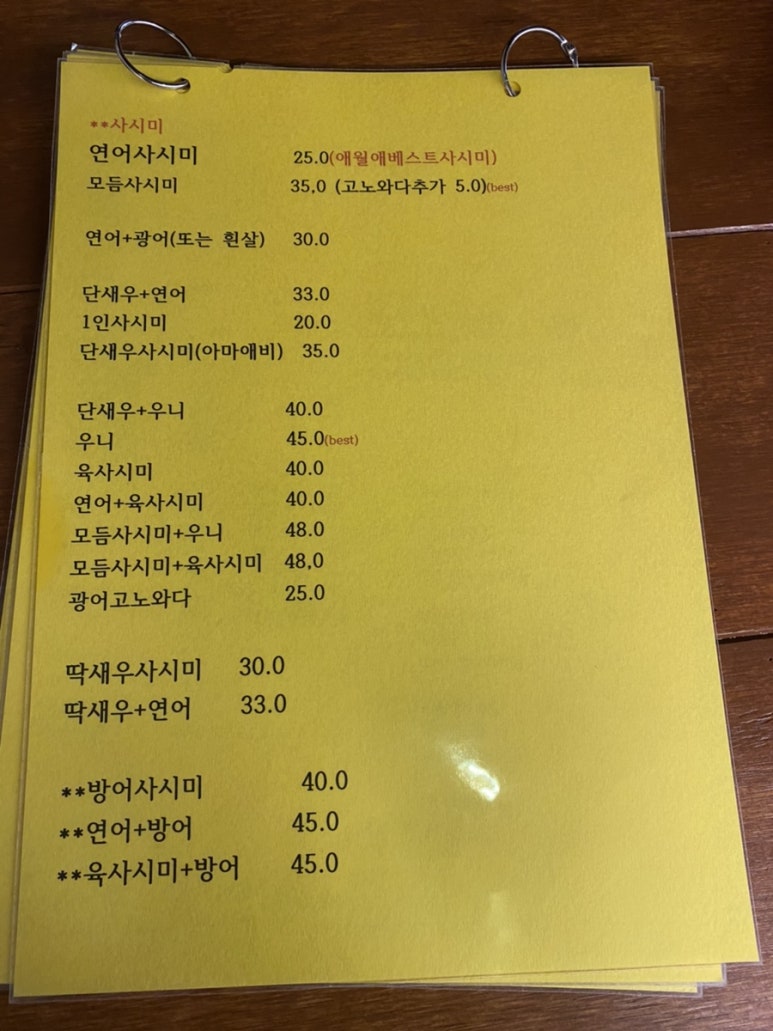 **사시미
연어사시미 25.0(애월애베스트사시미)
모듬사시미 35,0 (고노와다추가 5.0)(best)
연어+광어(또는 흰살) 30.0
단새우+연어 33.0
1인사시미 20.0
단새우사시미(아마애비) 35.0
단새우+우니 40.0
우니 45.0(best)
육사시미 40.0
연어+육사시미 40.0
모듬사시미+우니 48.0
모듬사시미+육사시미 48,0
광어고노와다 25.0
딱새우사시미 30.0
딱새우+연어 33.0
**방어사시미 40.0
**연어+방어 45.0
**육사시미+방어 45.0